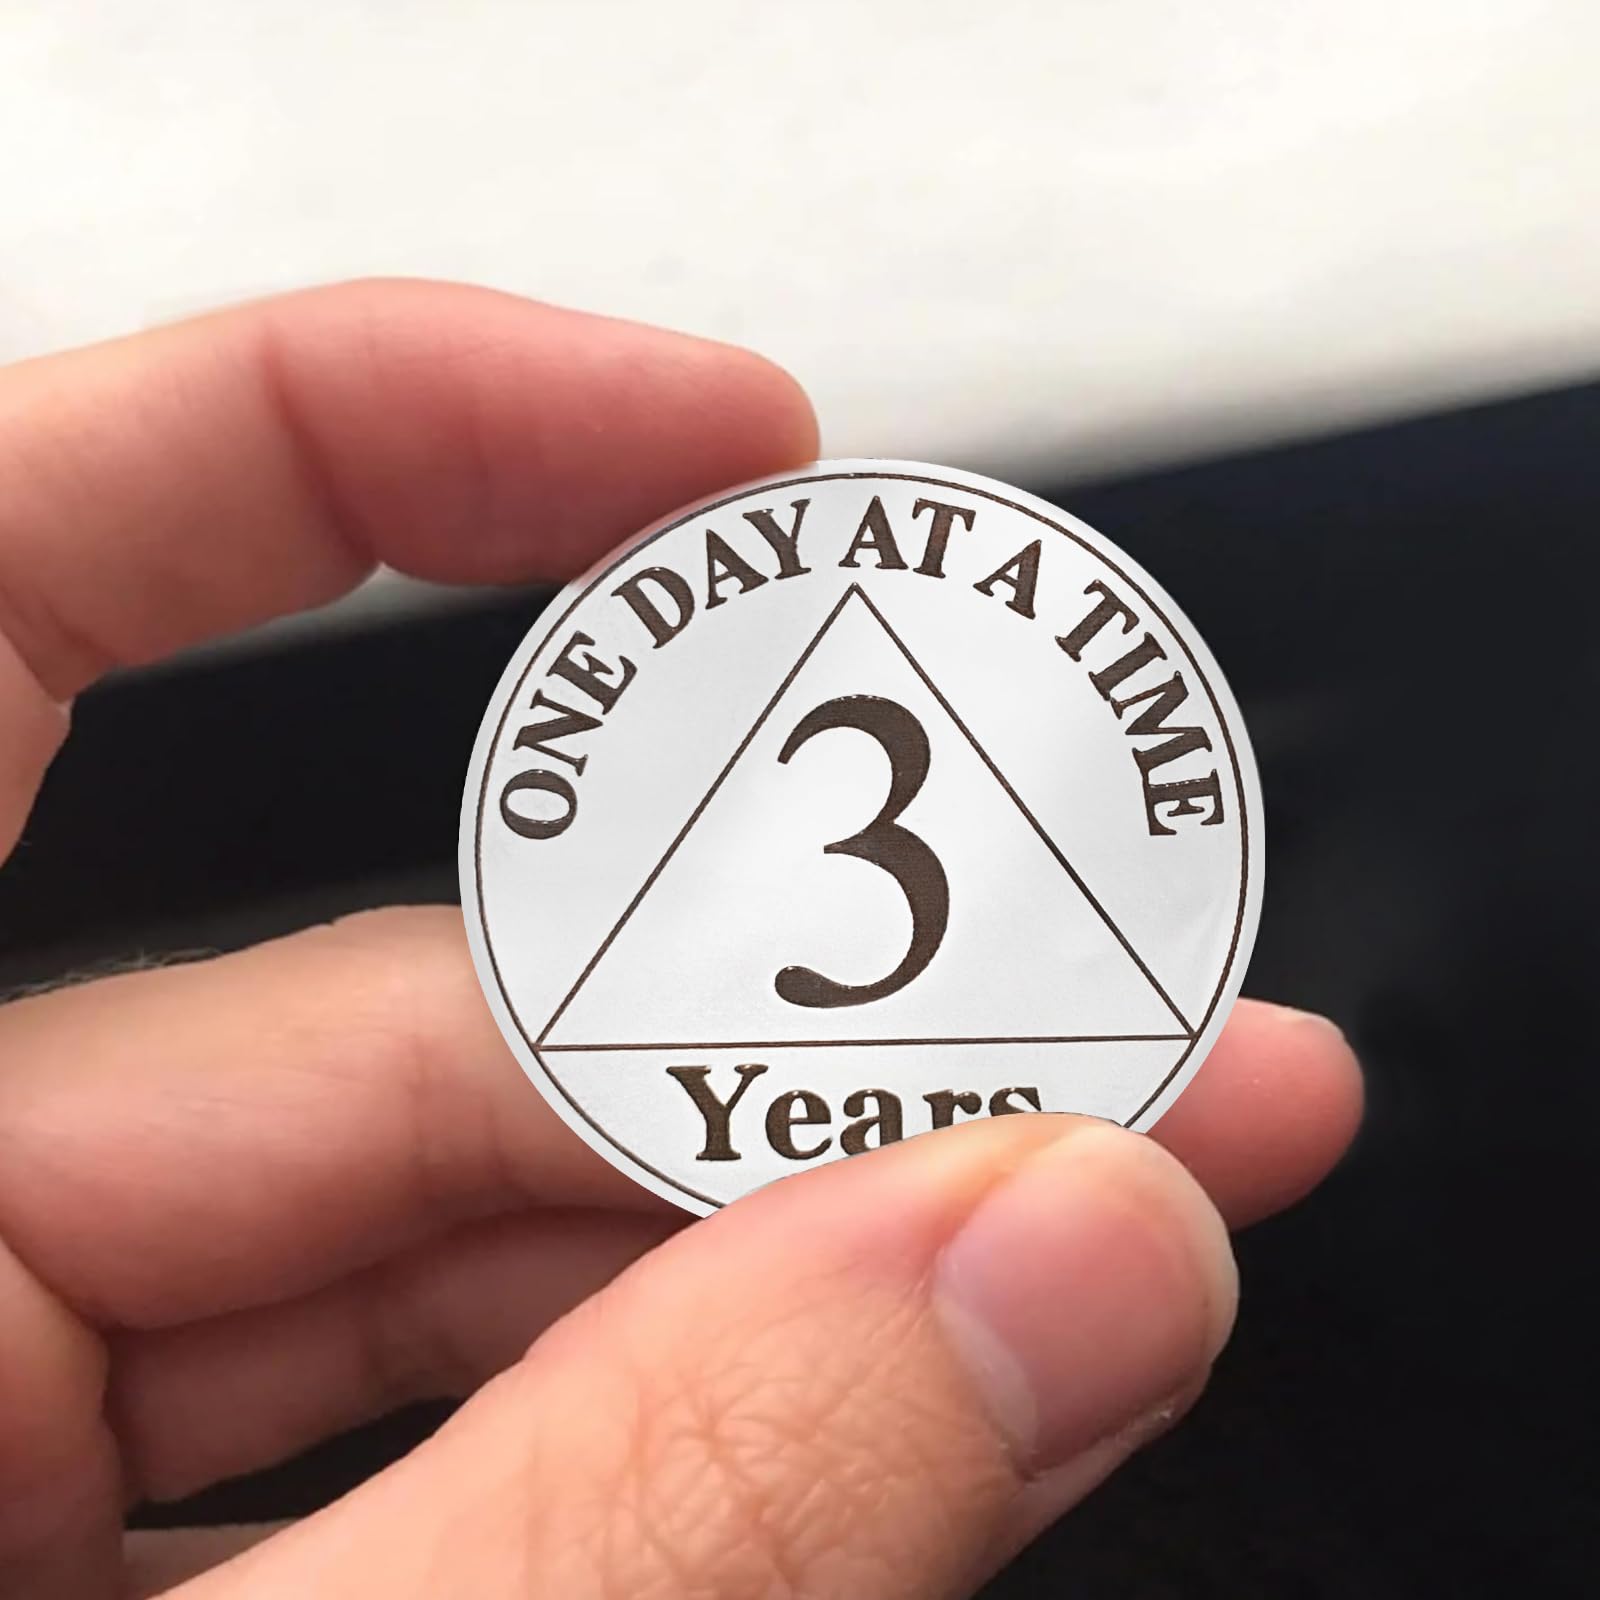 ONE DAY AT A TIME
3
Years